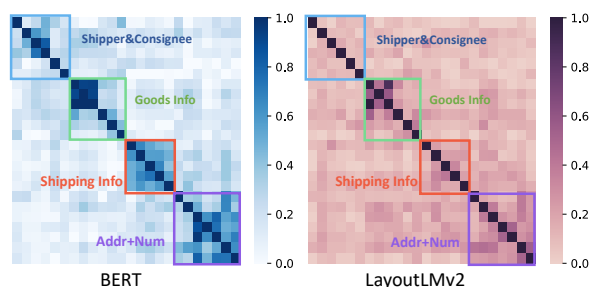 Shipper&Consignee
Goods Info
Shipping Info
Addr+Num
1.0
0.8
0.6
0.4
0.2
0.0
BERT
Shipper&Consignee
Goods Info
Shipping Info
Addr+Num
1.0
0.8
0.6
0.4
0.2
0.0
LayoutLMv2